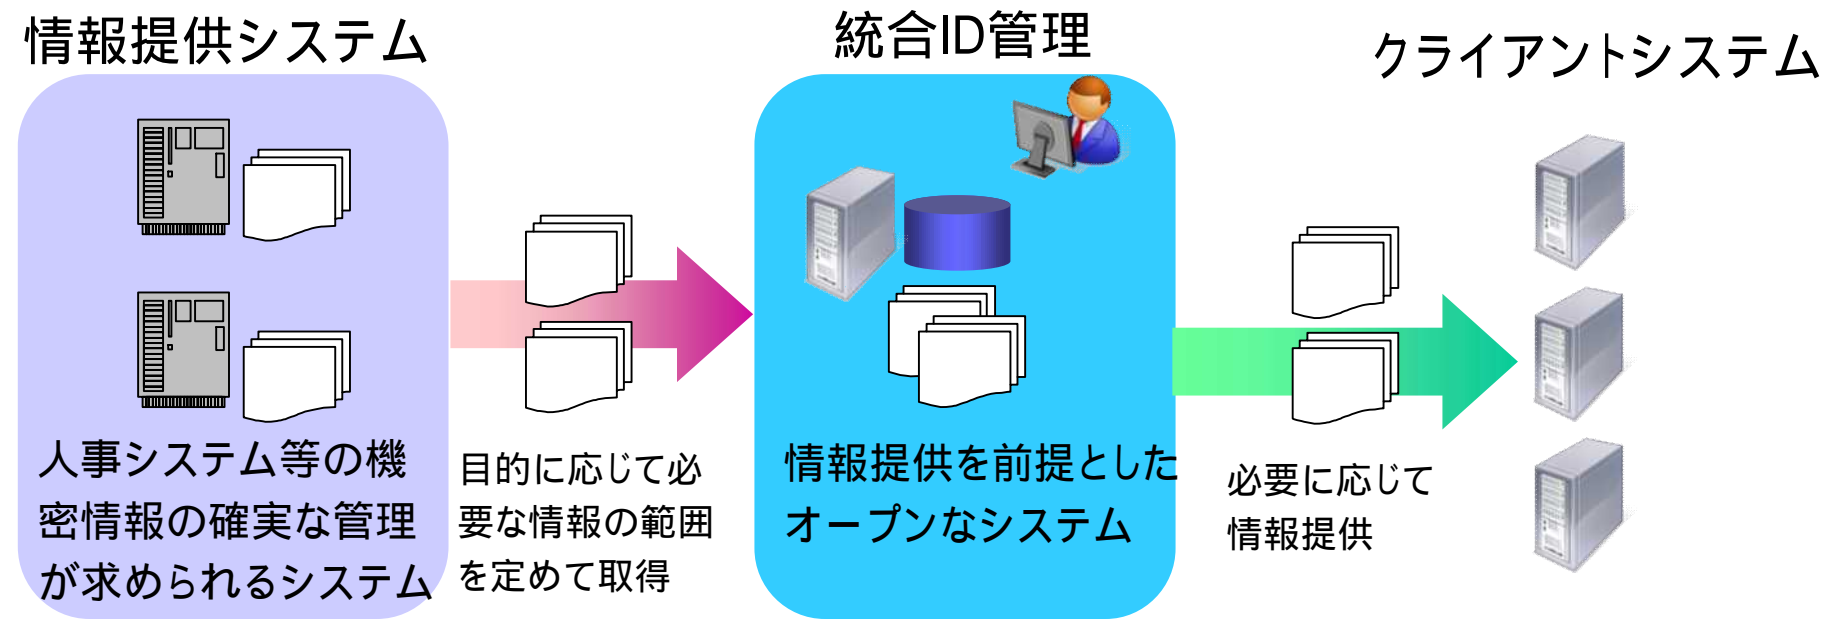 情報提供システム
統合ID管理
クライアントシステム
人事システム等の機
密情報の確実な管理
が求められるシステム
目的に応じて必
要な情報の範囲
を定めて取得
情報提供を前提とした
オープンなシステム
必要に応じて
情報提供